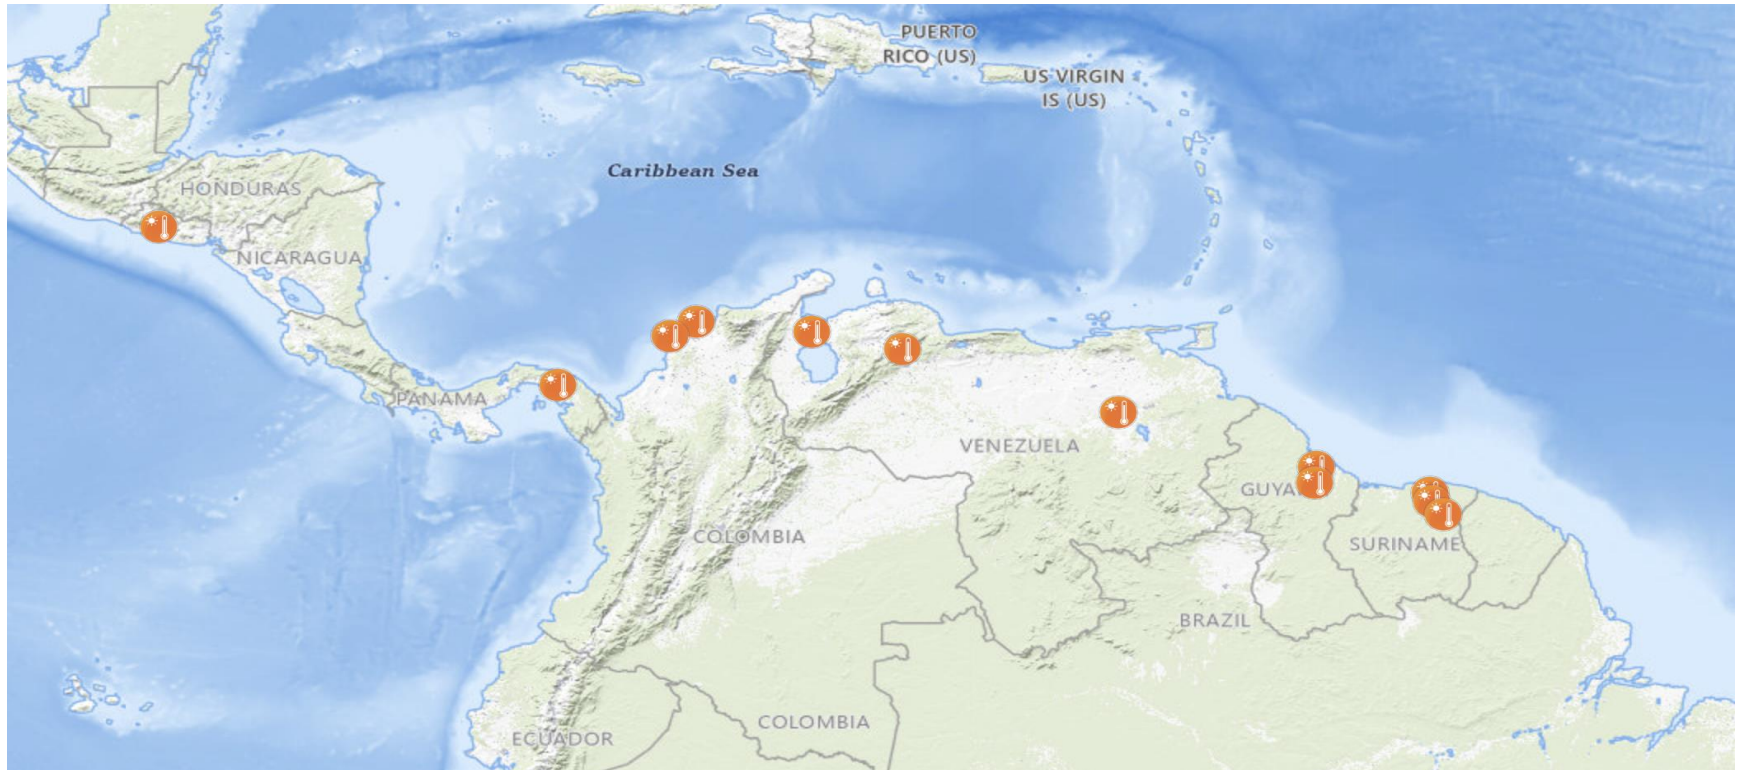 PUERTO
RICO (US)
US VIRGIN
IS (US)
Caribbean Sea
HONDURAS
NICARAGUA
PANAMA
VENEZUELA
GUYA
COLOMBIA
SURINAME
BRAZIL
COLOMBIA
ECUADOR